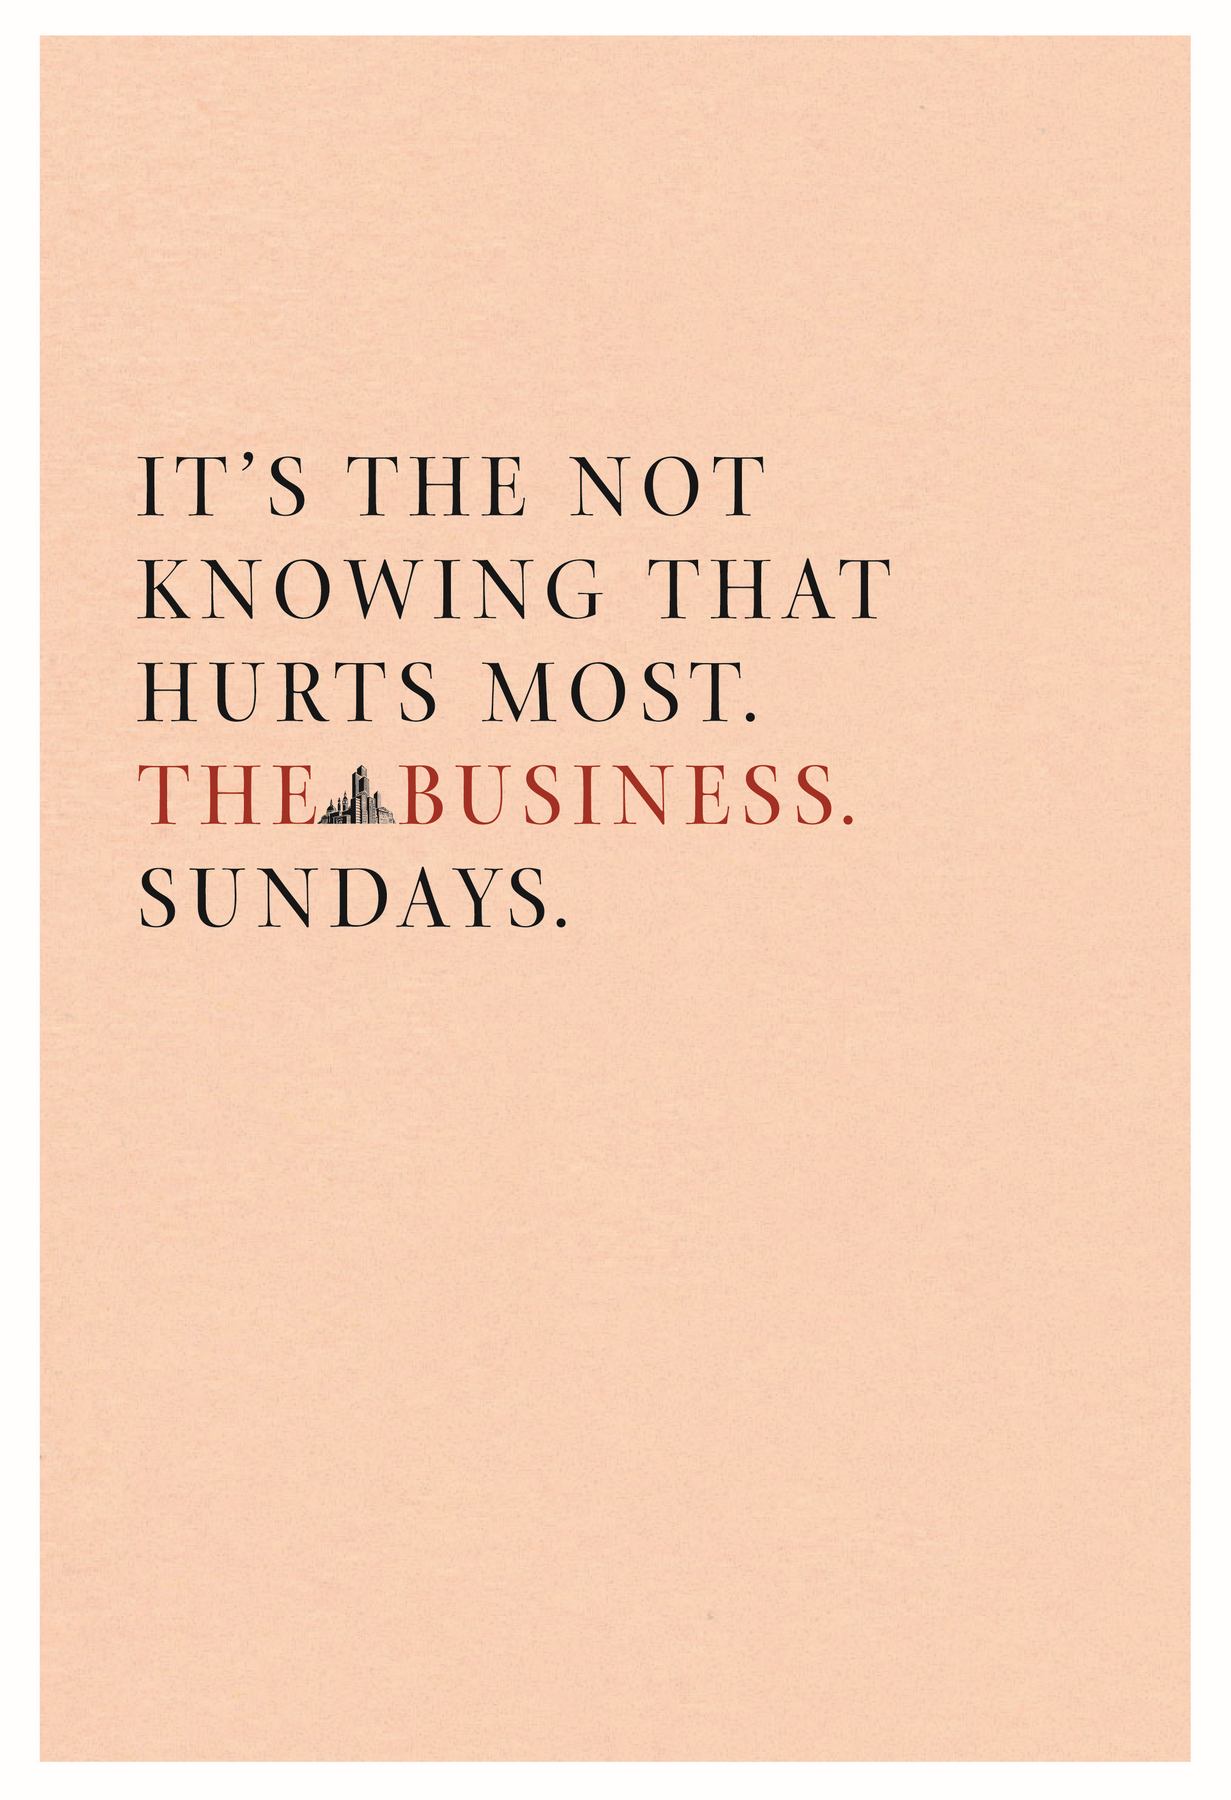 IT’S THE NOT
KNOWING THAT
HURTS MOST.
THE BUSINESS.
SUNDAYS.